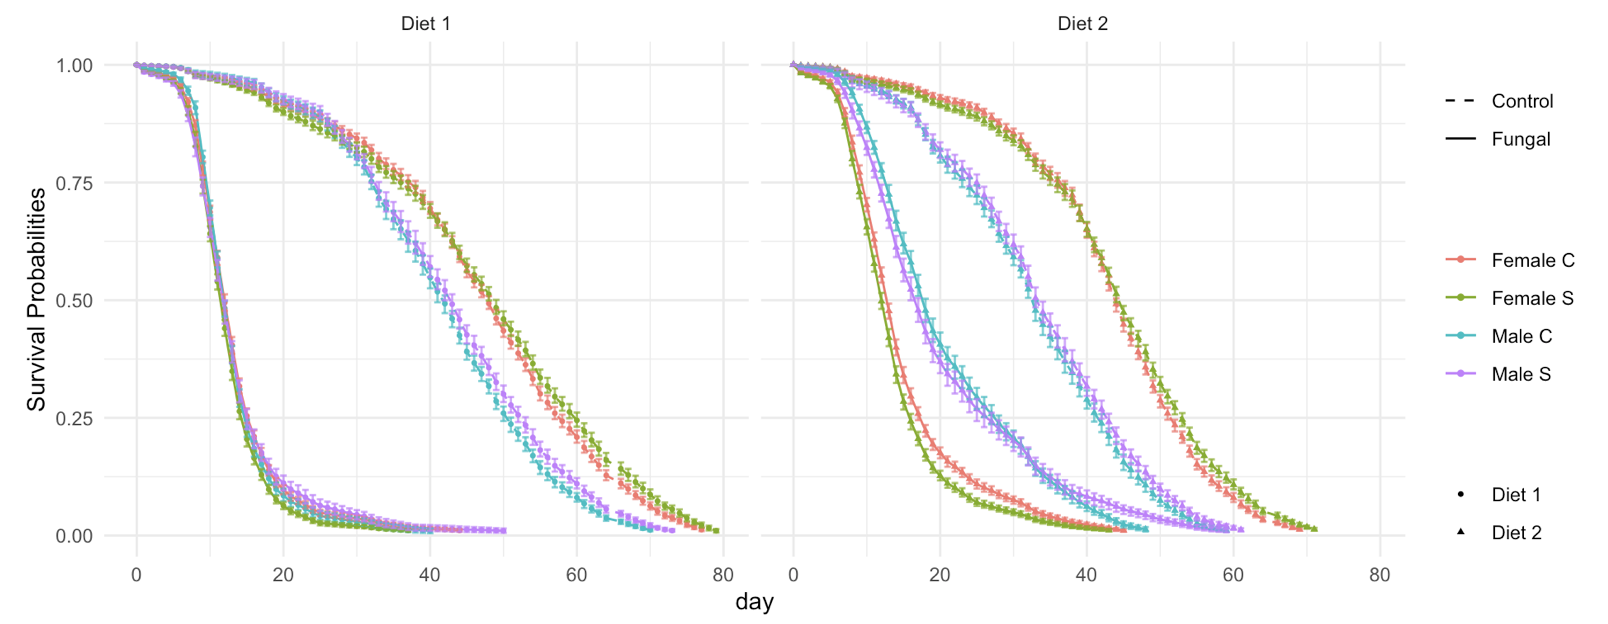 Diet 1
Diet 2
Survival Probabilities
1.00
0.75
0.50
0.25
0.00
0
20
40
60
80
0
20
40
60
80
day
Control
Fungal
Female C
Female S
Male C
Male S
Diet 1
Diet 2